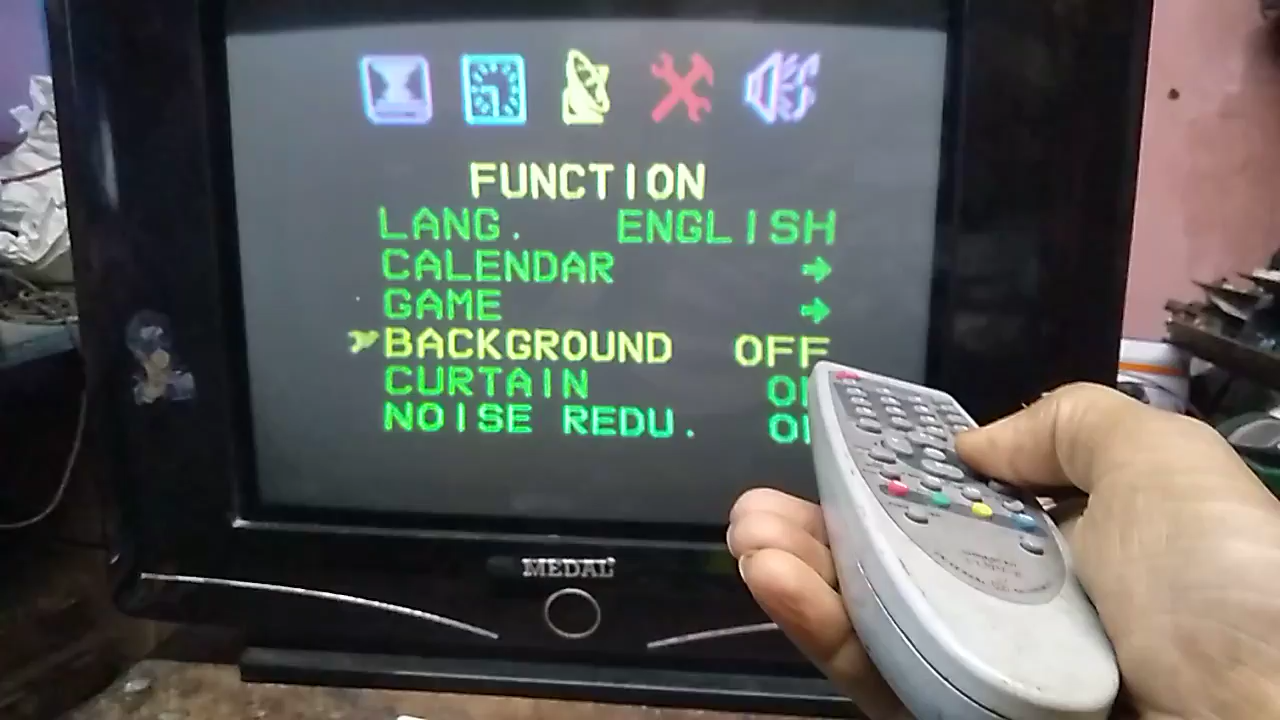 FUNCTION
LANG. ENGLISH
CALENDAR
GAME
BACKGROUND OFF
CURTAIN
NOISE REDU.
MEDAL